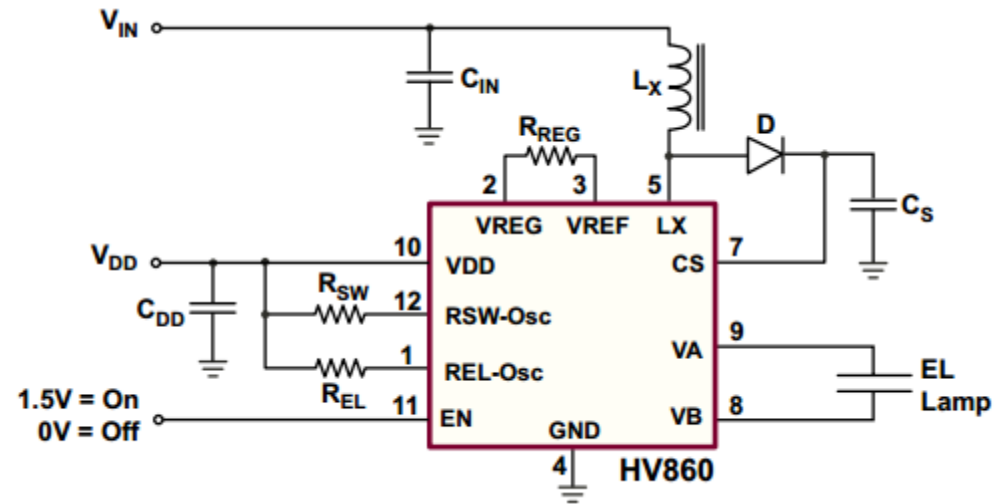 VIN
CIN
LX
RREG
D
2
3
5
CS
VREG
VREF
LX
10
7
VDD
VDD
CS
RSW
CDD
12
RSW-Osc
9
VA
1
REL-Osc
EL
Lamp
REL
1.5V = On
0V = Off
11
EN
VB
8
GND
4
HV860